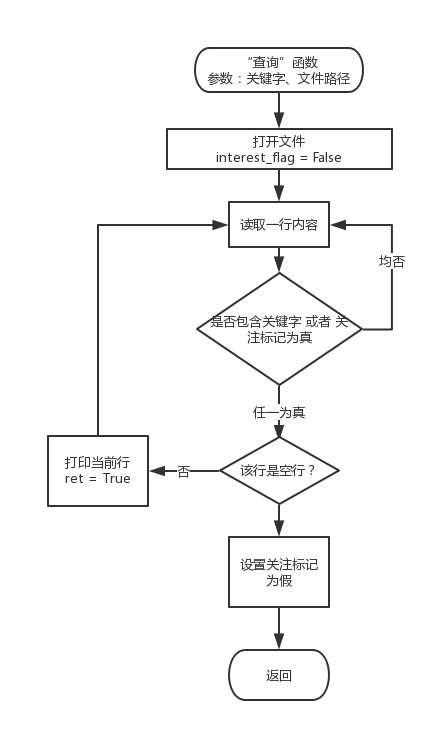 “查询”函数
参数：关键字、文件路径
打开文件
interest_flag = False
读取一行内容
均否
是否包含关键字 或者 关
注标记为真
任一为真
打印当前行
ret = True
否
该行是空行？
设置关注标记
为假
返回